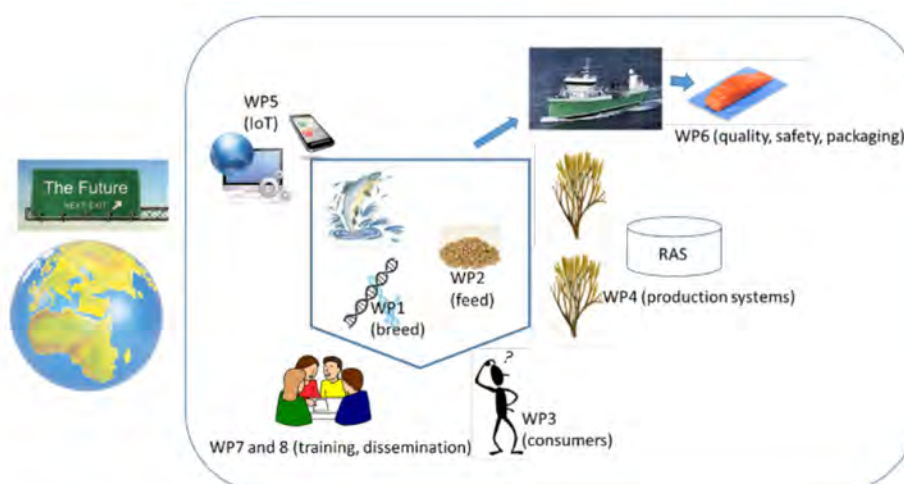 The Future
NEXT EXIT
WP5
(IoT)
WP6 (quality, safety, packaging)
WP1
(breed)
WP2
(feed)
RAS
WP4 (production systems)
?
WP7 and 8 (training, dissemination)
WP3
(consumers)